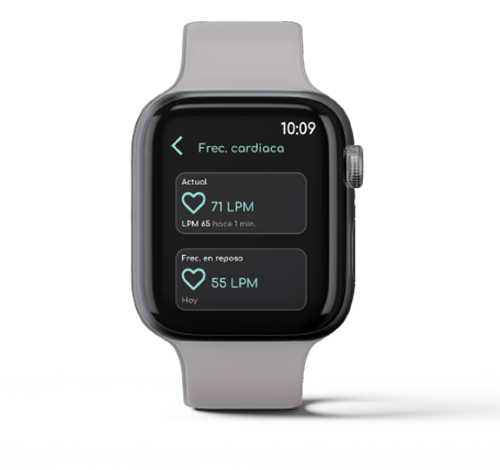 10:09
Frec. cardiaca
Actual
71 LPM
LPM 65 hace 1 min.
Frec. en reposo
55 LPM
Hoy